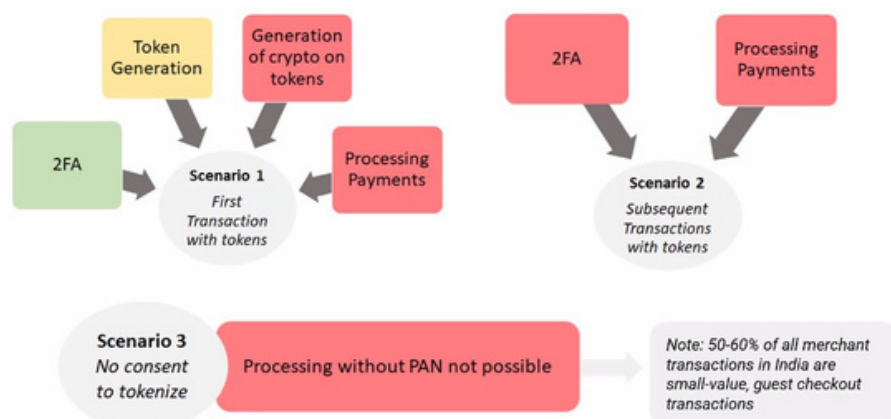 Token
Generation
Generation
of crypto on
tokens
2FA
Processing
Payments
Scenario 1
First
Transaction
with tokens
2FA
Processing
Payments
Scenario 2
Subsequent
Transactions
with tokens
Scenario 3
No consent
to tokenize
Processing without PAN not possible
Note: 50-60% of all merchant
transactions in India are
small-value, guest checkout
transactions